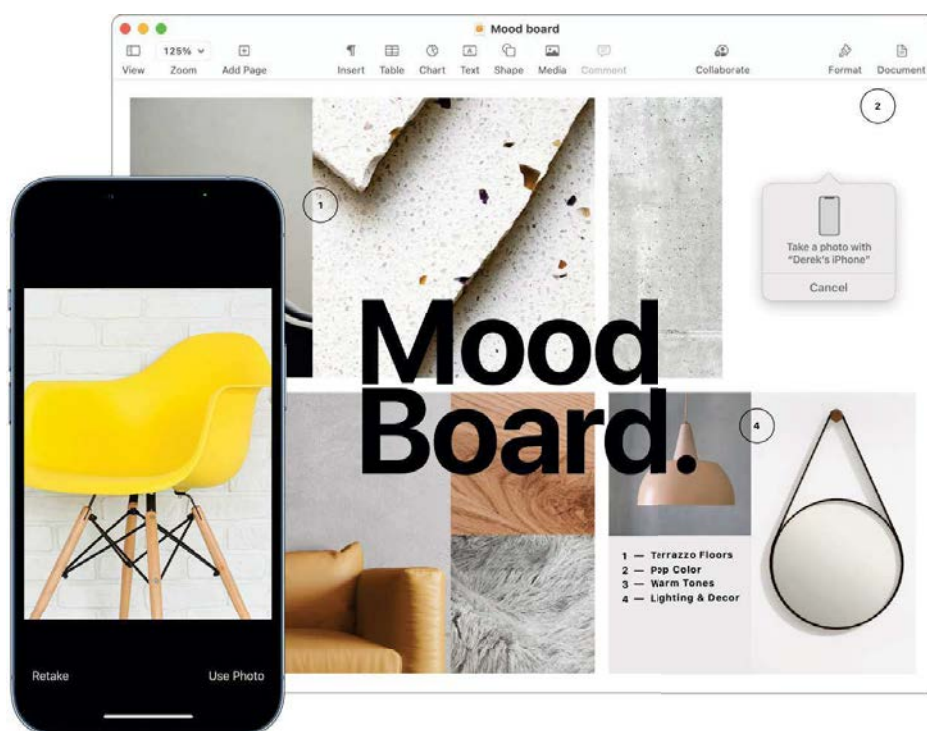 Mood board
125%
View Zoom Add Page Insert Table Chart Text Shape Media Comment Collaborate Format Document
2
1
Take a photo with
“Derek’s iPhone”
Cancel
Mood
Board.
4
1 — Terrazzo Floors
2 — Pop Color
3 — Warm Tones
4 — Lighting & Decor
Retake Use Photo